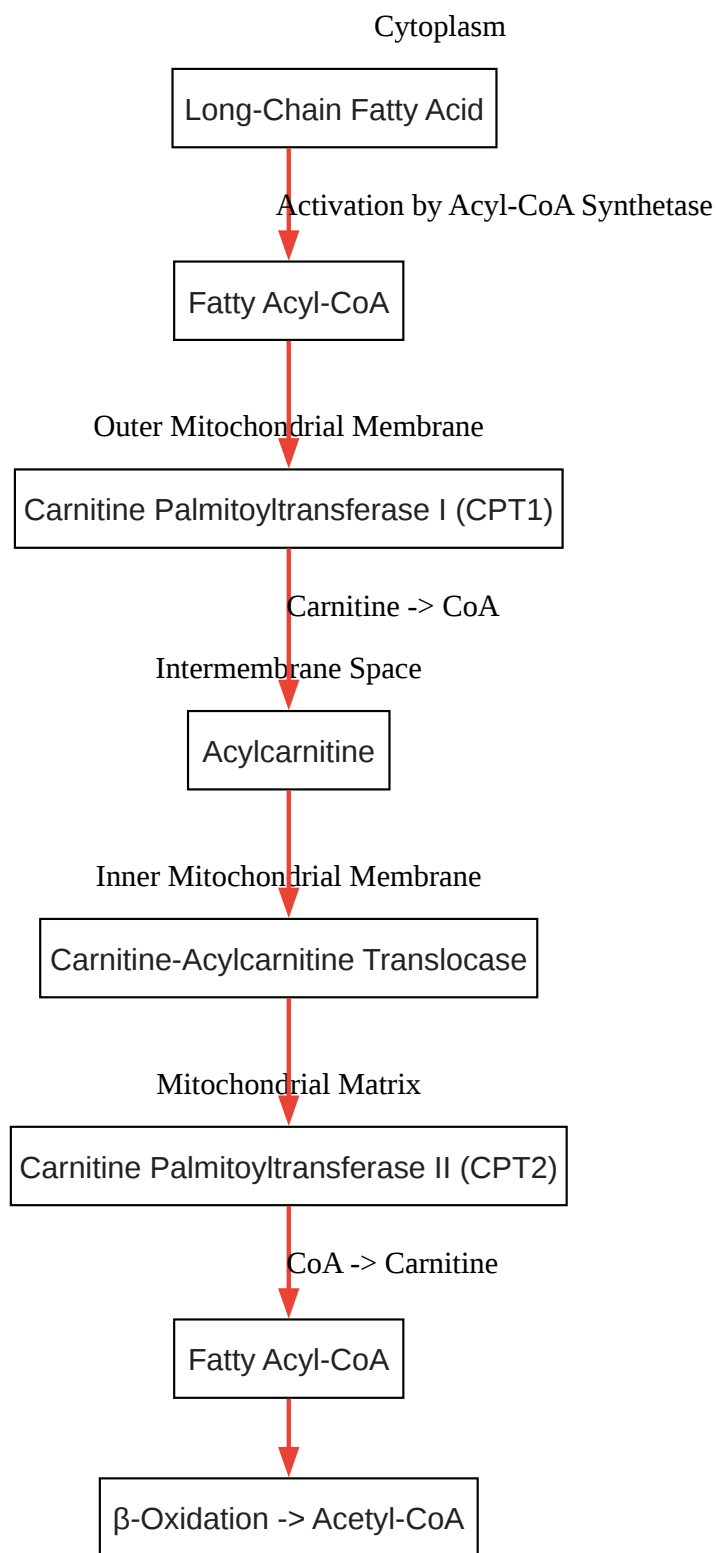 Cytoplasm
Long-Chain Fatty Acid
Activation by Acyl-CoA Synthetase
Fatty Acyl-CoA
Outer Mitochondrial Membrane
Carnitine Palmitoyltransferase I (CPT1)
Carnitine -> CoA
Intermembrane Space
Acylcarnitine
Inner Mitochondrial Membrane
Carnitine-Acylcarnitine Translocase
Mitochondrial Matrix
Carnitine Palmitoyltransferase II (CPT2)
CoA -> Carnitine
Fatty Acyl-CoA
β-Oxidation -> Acetyl-CoA